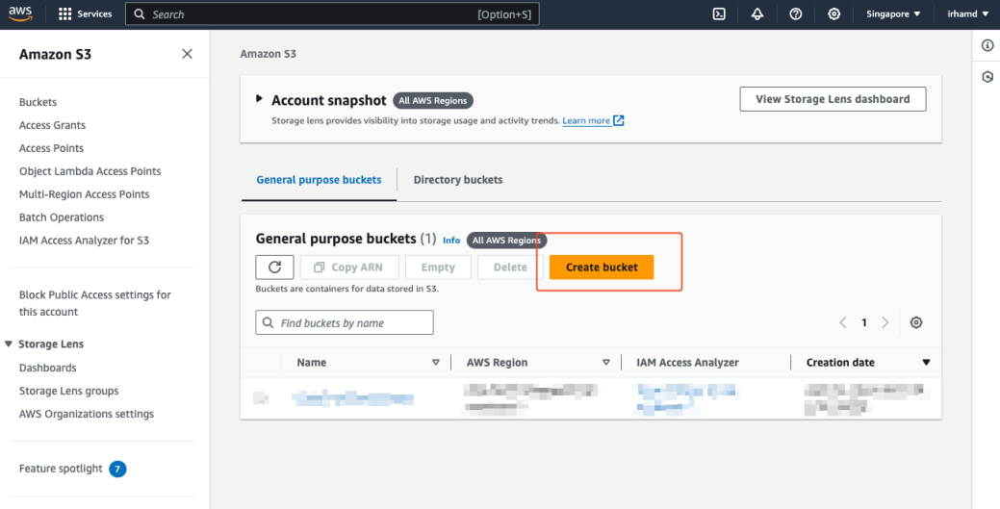 aws
Services
Search
[Option+S]
Singapore
irhamd
Amazon S3
Buckets
Access Grants
Access Points
Object Lambda Access Points
Multi-Region Access Points
Batch Operations
IAM Access Analyzer for S3
Block Public Access settings for
this account
Storage Lens
Dashboards
Storage Lens groups
AWS Organizations settings
Feature spotlight 7
Amazon S3
Account snapshot All AWS Regions
View Storage Lens dashboard
Storage lens provides visibility into storage usage and activity trends. Learn more
General purpose buckets
Directory buckets
General purpose buckets (1) Info All AWS Regions
Copy ARN
Empty
Delete
Create bucket
Buckets are containers for data stored in S3.
Find buckets by name
1
Name
AWS Region
IAM Access Analyzer
Creation date